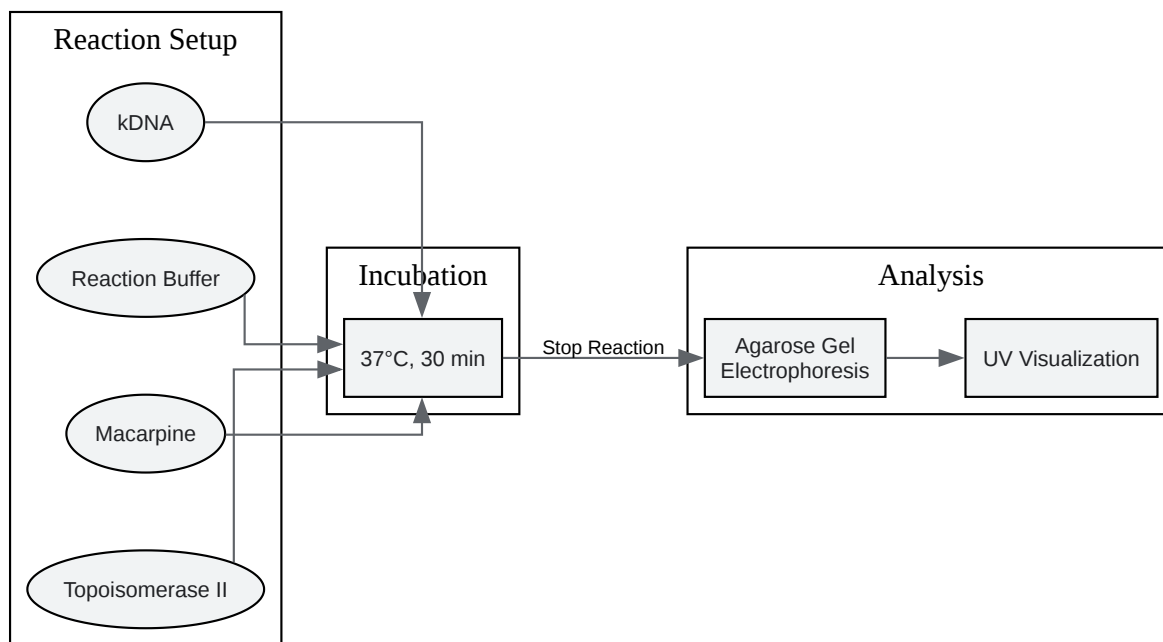 Reaction Setup
kDNA
Reaction Buffer
Macarpine
Topoisomerase II
Incubation
37°C, 30 min
Stop Reaction
Analysis
Agarose Gel
Electrophoresis
UV Visualization